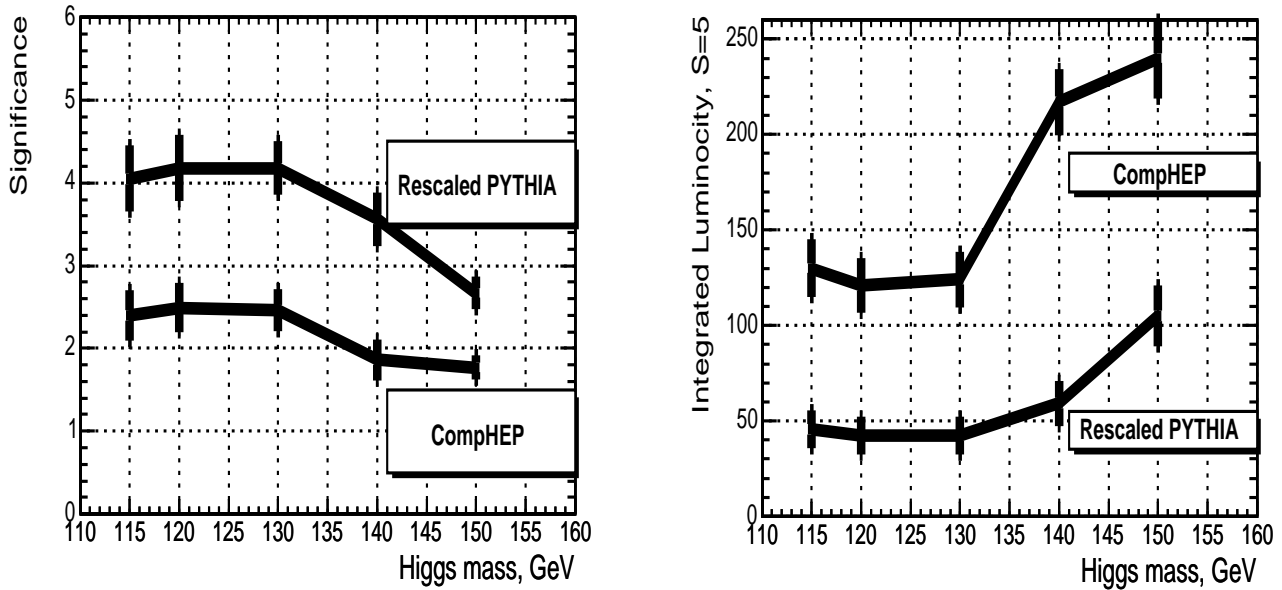 Significance
6
5
4
3
2
1
0
Rescaled PYTHIA
CompHEP
110 115 120 125 130 135 140 145 150 155 160
Higgs mass, GeV
Integrated Luminocity, S=5
250
200
150
100
50
0
CompHEP
Rescaled PYTHIA
110 115 120 125 130 135 140 145 150 155 160
Higgs mass, GeV